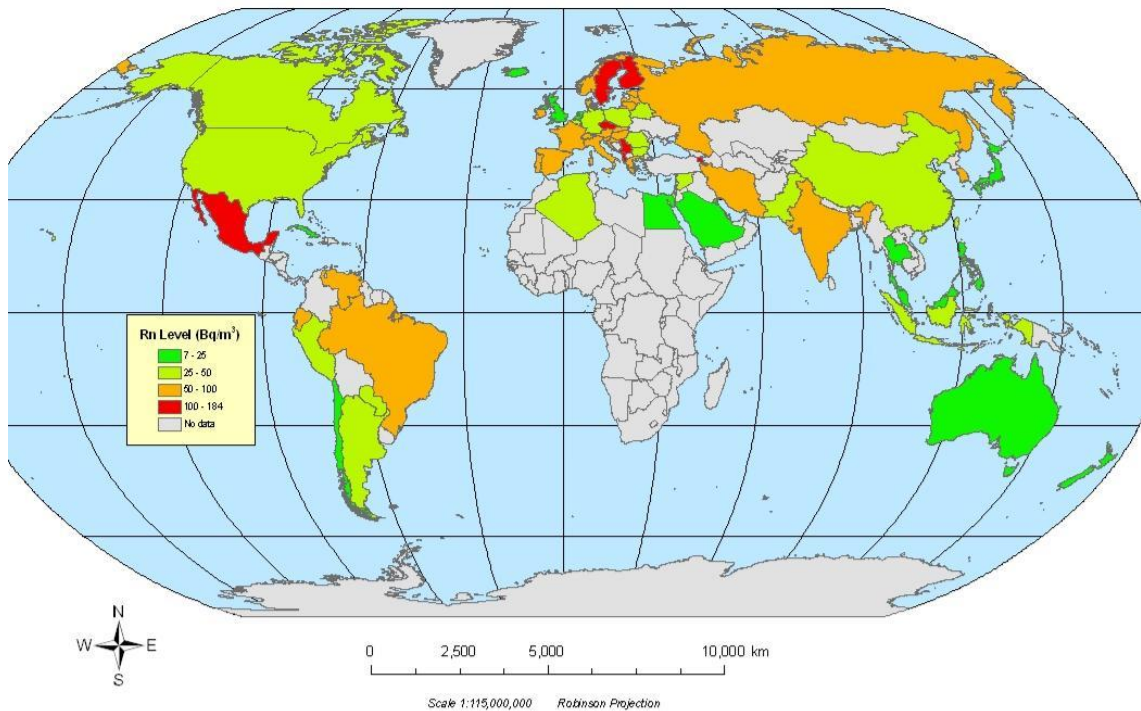 Rn Level (Bq/m³)
7 - 25
25 - 50
50 - 100
100 - 184
No data
N
W E
S
0 2,500 5,000 10,000 km
Scale 1:115,000,000 Robinson Projection